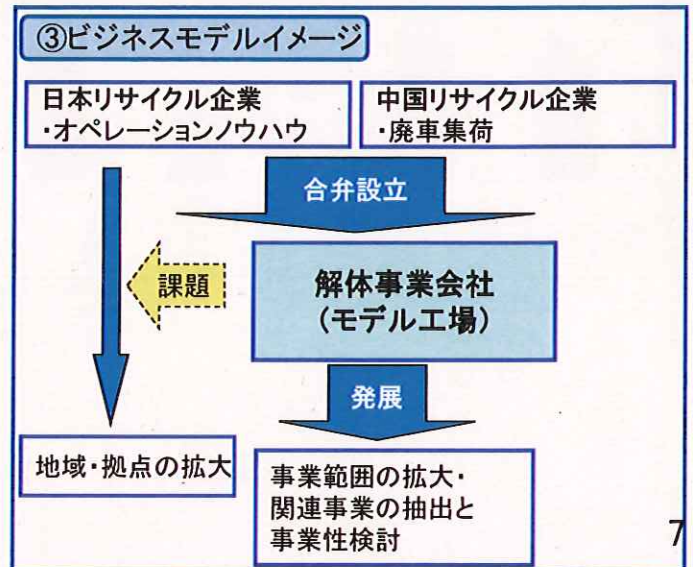 ③ビジネスモデルイメージ
日本リサイクル企業
・オペレーションノウハウ
中国リサイクル企業
・廃車集荷
合弁設立
課題
解体事業会社
(モデル工場)
発展
地域・拠点の拡大
事業範囲の拡大・
関連事業の抽出と
事業性検討
7